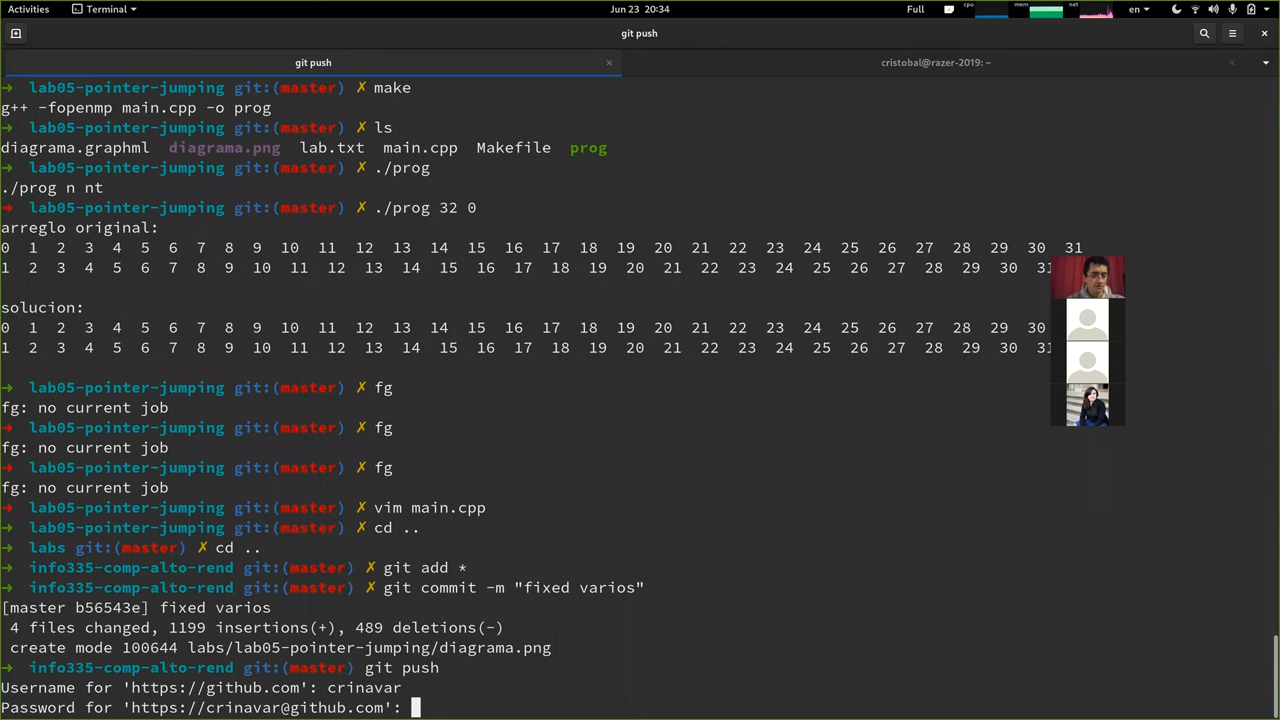 Activities Terminal Jun 23 20:34 Full cpu mem net en
git push
git push cristobal@razer-2019: ~
→ lab05-pointer-jumping git:(master) ✗ make
g++ -fopenmp main.cpp -o prog
→ lab05-pointer-jumping git:(master) ✗ ls
diagrama.graphml diagrama.png lab.txt main.cpp Makefile prog
→ lab05-pointer-jumping git:(master) ✗ ./prog
./prog n nt
→ lab05-pointer-jumping git:(master) ✗ ./prog 32 0
arreglo original:
0 1 2 3 4 5 6 7 8 9 10 11 12 13 14 15 16 17 18 19 20 21 22 23 24 25 26 27 28 29 30 31
1 2 3 4 5 6 7 8 9 10 11 12 13 14 15 16 17 18 19 20 21 22 23 24 25 26 27 28 29 30 31
solucion:
0 1 2 3 4 5 6 7 8 9 10 11 12 13 14 15 16 17 18 19 20 21 22 23 24 25 26 27 28 29 30
1 2 3 4 5 6 7 8 9 10 11 12 13 14 15 16 17 18 19 20 21 22 23 24 25 26 27 28 29 30 31
→ lab05-pointer-jumping git:(master) ✗ fg
fg: no current job
→ lab05-pointer-jumping git:(master) ✗ fg
fg: no current job
→ lab05-pointer-jumping git:(master) ✗ fg
fg: no current job
→ lab05-pointer-jumping git:(master) ✗ vim main.cpp
→ lab05-pointer-jumping git:(master) ✗ cd ..
→ labs git:(master) ✗ cd ..
→ info335-comp-alto-rend git:(master) ✗ git add *
→ info335-comp-alto-rend git:(master) ✗ git commit -m "fixed varios"
[master b56543e] fixed varios
4 files changed, 1199 insertions(+), 489 deletions(-)
create mode 100644 labs/lab05-pointer-jumping/diagrama.png
→ info335-comp-alto-rend git:(master) git push
Username for 'https://github.com': crinavar
Password for 'https://crinavar@github.com':